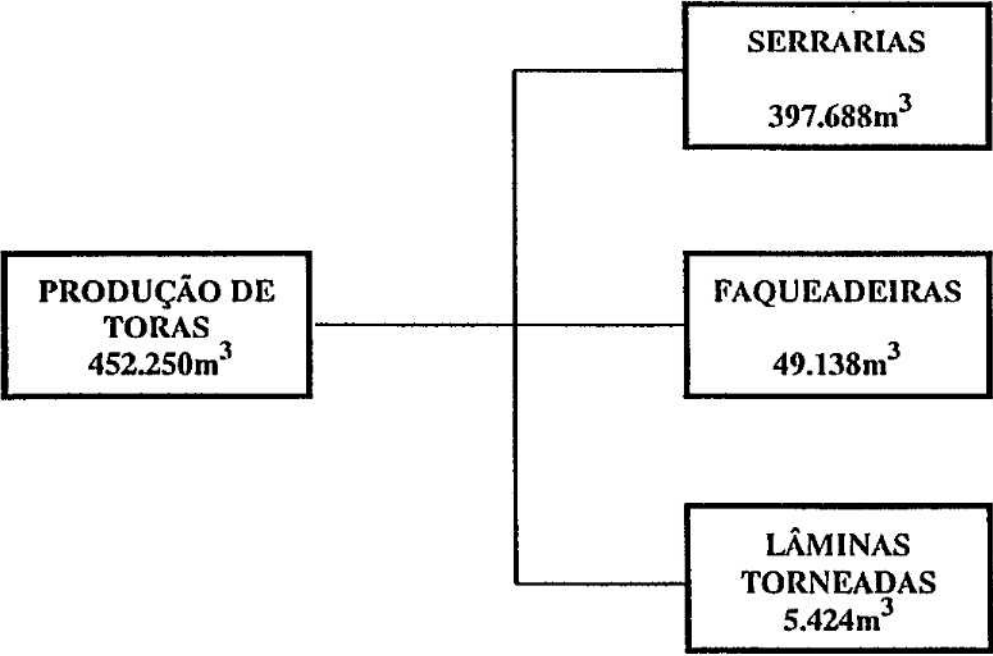 SERRARIAS
397.688m³
PRODUÇÃO DE
TORAS
452.250m³
FAQUEADEIRAS
49.138m³
LÂMINAS
TORNEADAS
5.424m³